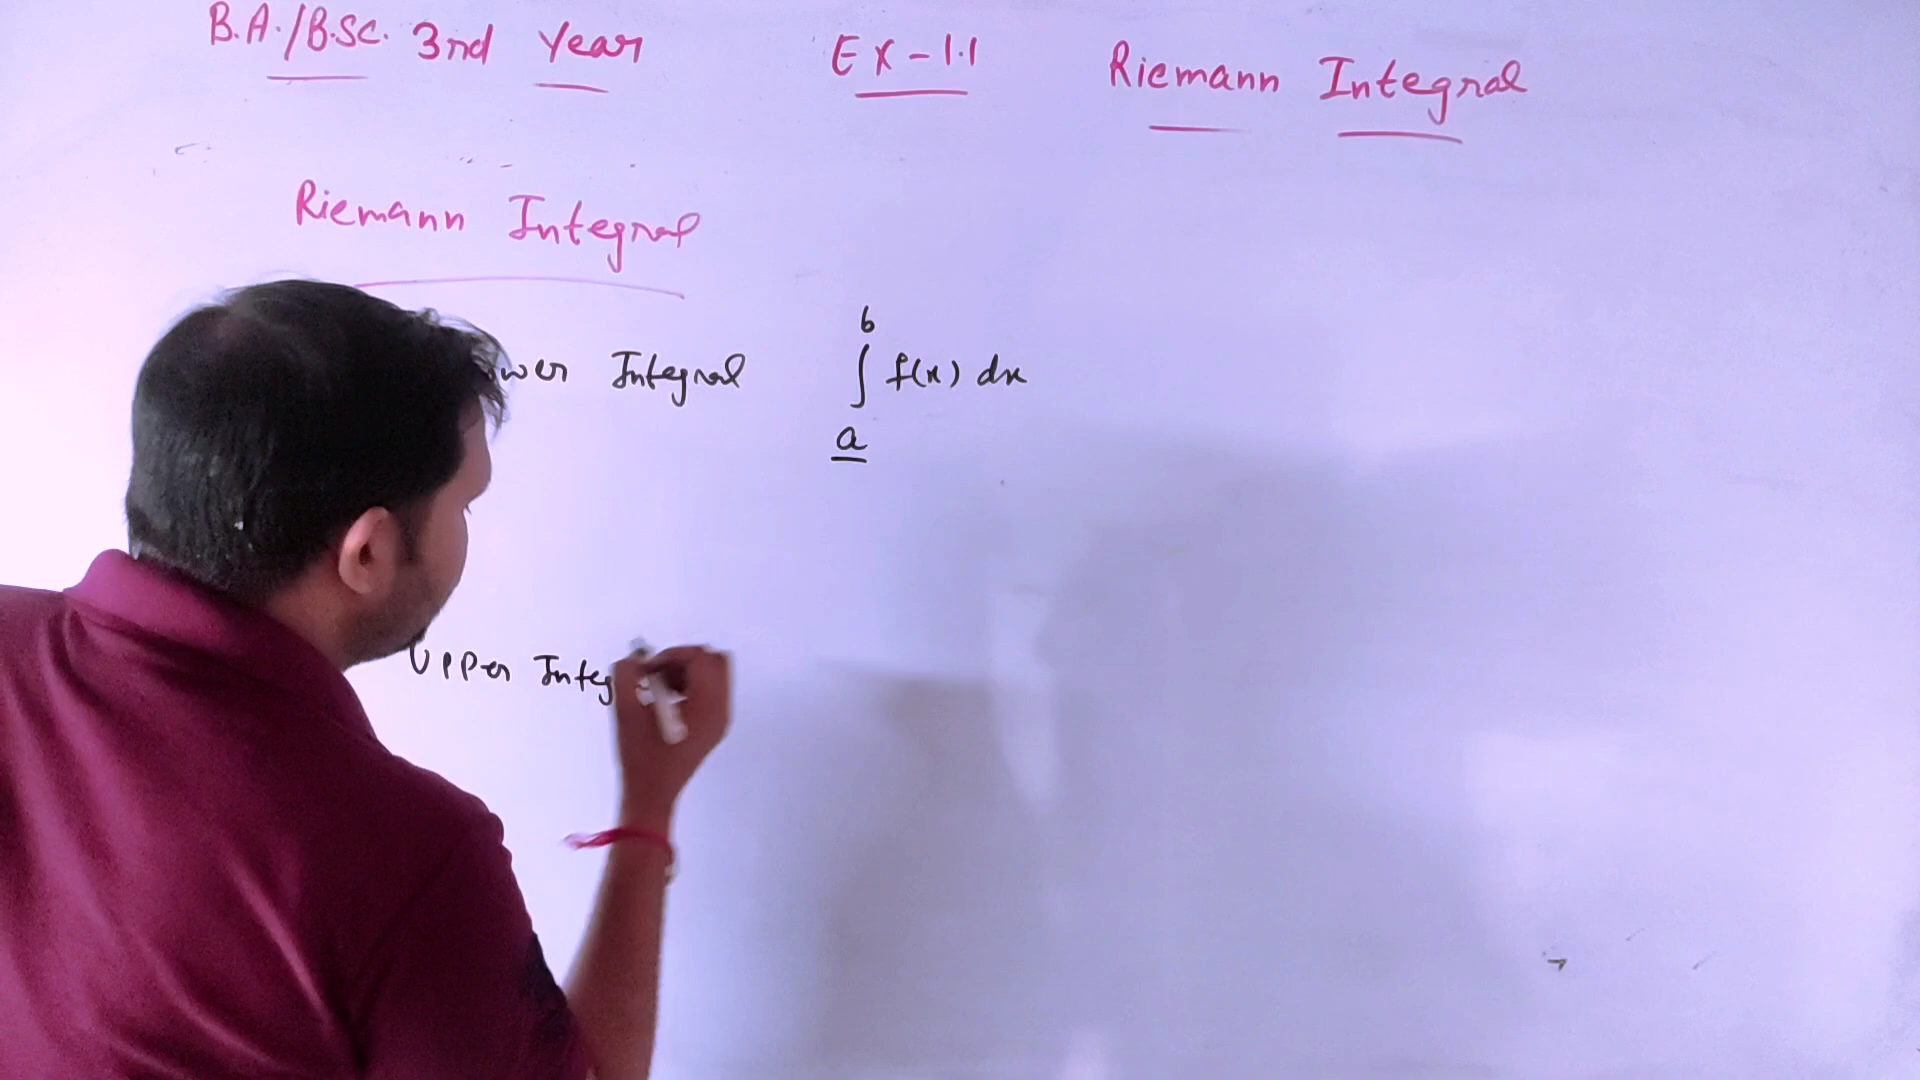 B.A./B.Sc. 3rd Year EX-1.1 Riemann Integral
Riemann Integral
Integral ∫ f(x) dx
b
a
Upper